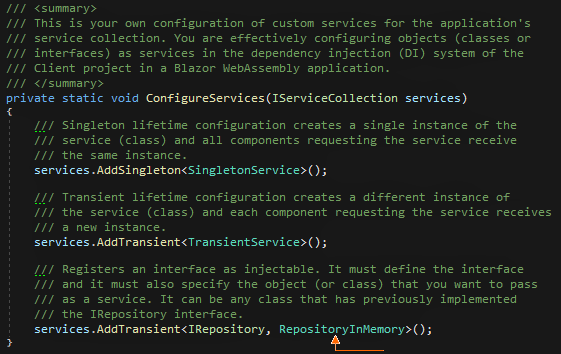 /// <summary>
/// This is your own configuration of custom services for the application's
/// service collection. You are effectively configuring objects (classes or
/// interfaces) as services in the dependency injection (DI) system of the
/// Client project in a Blazor WebAssembly application.
/// </summary>
private static void ConfigureServices(IServiceCollection services)
{
/// Singleton lifetime configuration creates a single instance of the
/// service (class) and all components requesting the service receive
/// the same instance.
services.AddSingleton<SingletonService>();
/// Transient lifetime configuration creates a different instance of
/// the service (class) and each component requesting the service receives
/// a new instance.
services.AddTransient<TransientService>();
/// Registers an interface as injectable. It must define the interface
/// and it must also specify the object (or class) that you want to pass
/// as a service. It can be any class that has previously implemented
/// the IRepository interface.
services.AddTransient<IRepository, RepositoryInMemory>();
}